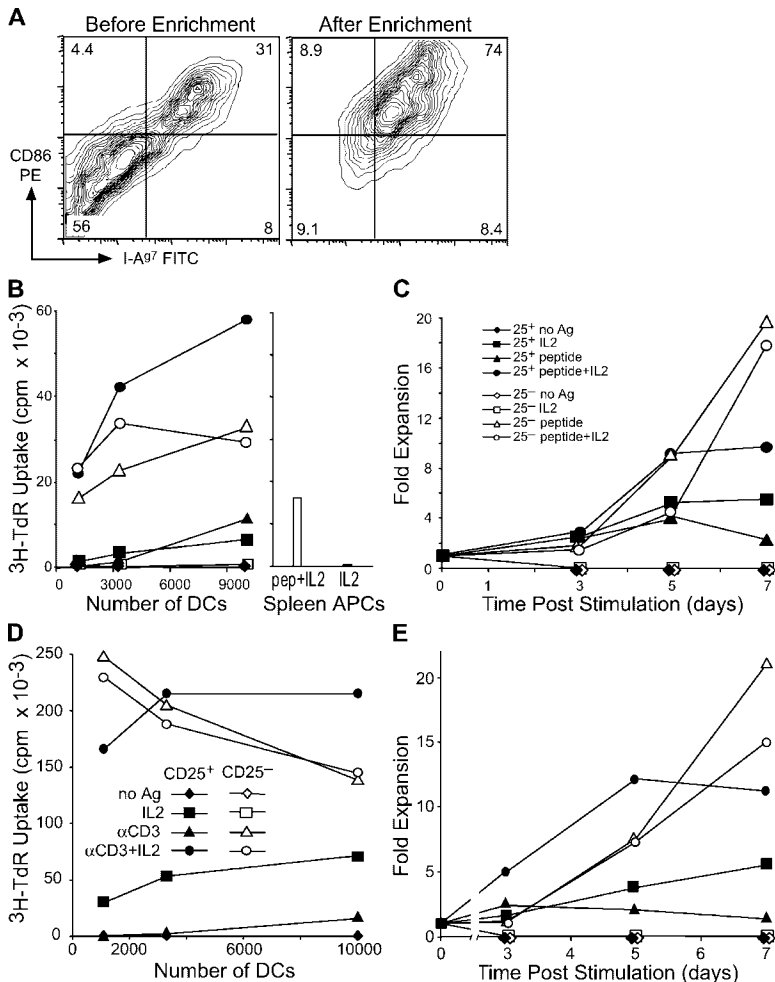 A
Before Enrichment
After Enrichment
4.4
31
8.9
74
CD86
PE
56
8
9.1
8.4
I-Ag7 FITC
B
3H-TdR Uptake (cpm x 10-3)
60
40
20
0
0
3000
6000
9000
Number of DCs
pep+IL2
IL2
Spleen APCs
C
Fold Expansion
20
16
12
8
4
0
25+ no Ag
25+ IL2
25+ peptide
25+ peptide+IL2
25- no Ag
25- IL2
25- peptide
25- peptide+IL2
0
1
2
3
4
5
6
7
Time Post Stimulation (days)
D
3H-TdR Uptake (cpm x 10-3)
250
200
150
100
50
0
CD25+ CD25-
no Ag
IL2
αCD3
αCD3+IL2
0
2000
4000
6000
8000
10000
Number of DCs
E
Fold Expansion
20
15
10
5
0
0
3
4
5
6
7
Time Post Stimulation (days)